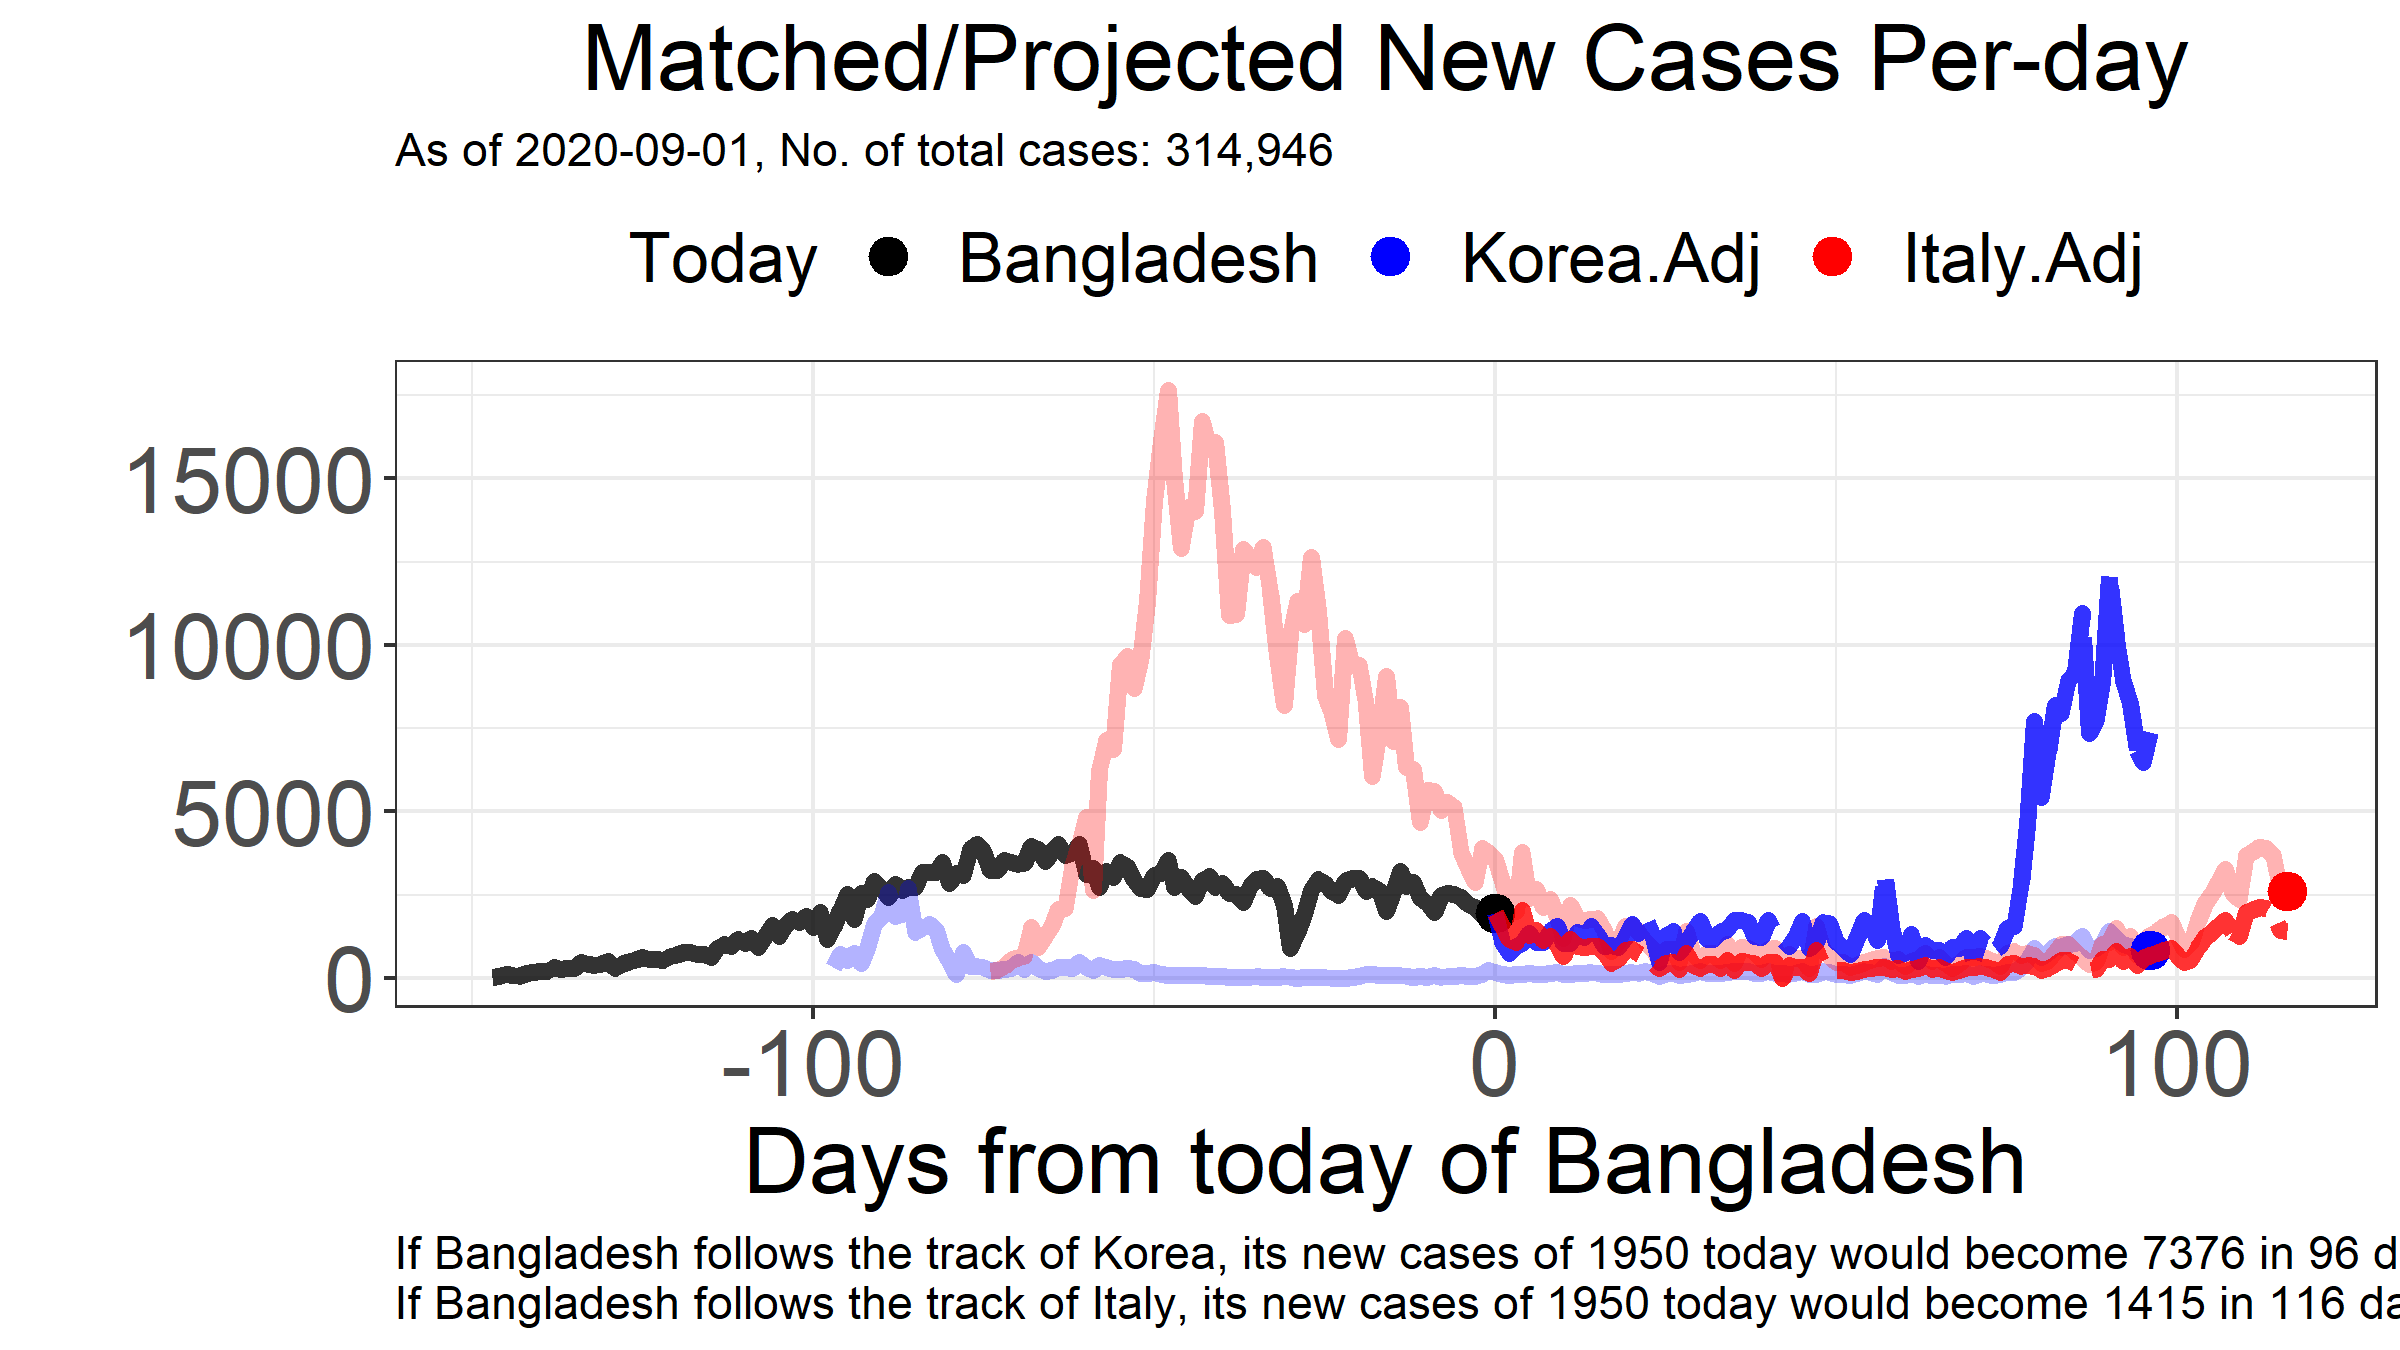 Matched/Projected New Cases Per-day
As of 2020-09-01, No. of total cases: 314,946
Today Bangladesh Korea.Adj Italy.Adj
15000
10000
5000
0
-100 0 100
Days from today of Bangladesh
If Bangladesh follows the track of Korea, its new cases of 1950 today would become 7376 in 96 d
If Bangladesh follows the track of Italy, its new cases of 1950 today would become 1415 in 116 da